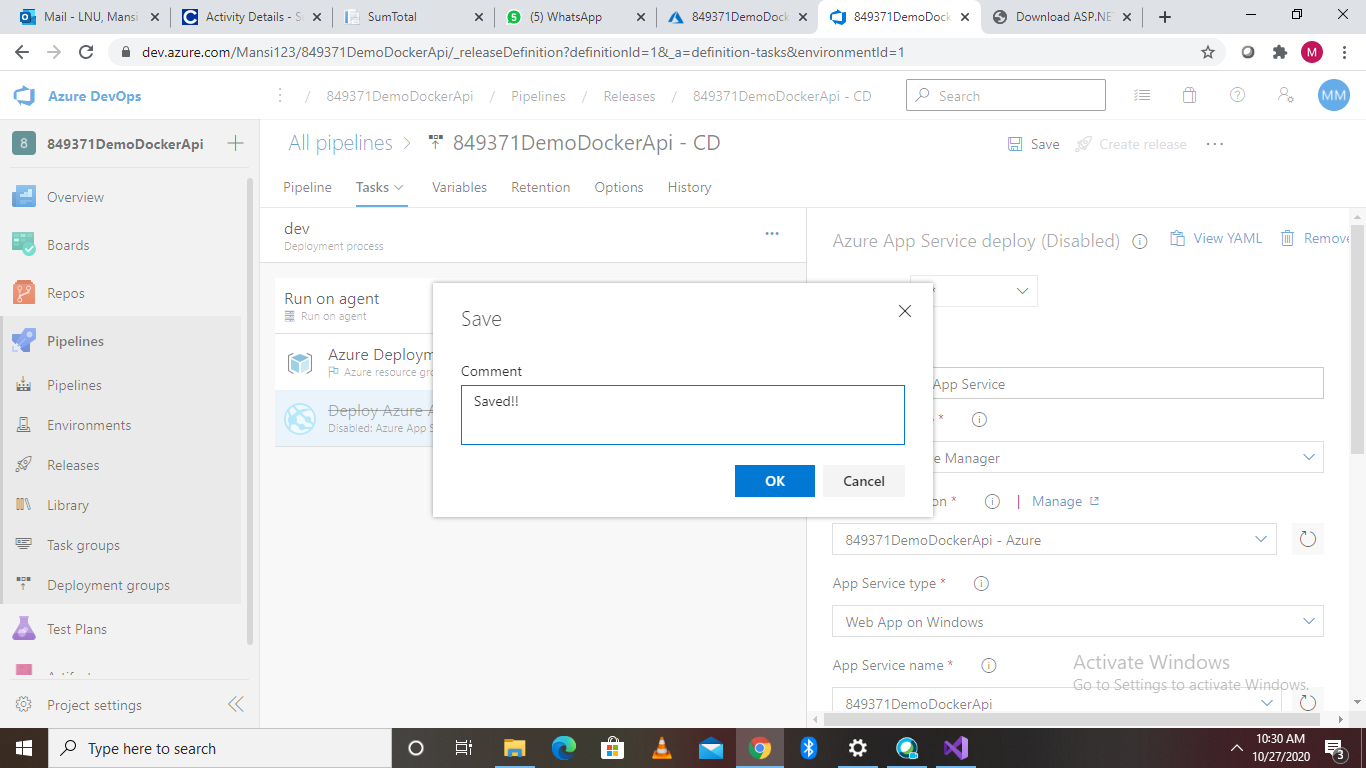 Mail - LNU, Mansi
Activity Details - S
SumTotal
(5) WhatsApp
849371DemoDock
849371DemoDock
Download ASP.NE
dev.azure.com/Mansi123/849371DemoDockerApi/_releaseDefinition?definitionId=1&_a=definition-tasks&environmentId=1
M
Azure DevOps
/ 849371DemoDockerApi / Pipelines / Releases / 849371DemoDockerApi - CD
Search
MM
8
849371DemoDockerApi
All pipelines > 849371DemoDockerApi - CD
Save
Create release
Pipeline
Tasks
Variables
Retention
Options
History
Overview
Boards
Repos
Pipelines
Pipelines
Environments
Releases
Library
Task groups
Deployment groups
Test Plans
Project settings
dev
Deployment process
Run on agent
Run on agent
Azure Deploym
Azure resource gro
Deploy Azure A
Disabled: Azure App S
Azure App Service deploy (Disabled)
View YAML
Remove
Save
Comment
Saved!!
OK
Cancel
App Service
*
e Manager
on *
| Manage
849371DemoDockerApi - Azure
App Service type *
Web App on Windows
App Service name *
849371DemoDockerApi
Activate Windows
Go to Settings to activate Windows.
Type here to search
10:30 AM
10/27/2020
3